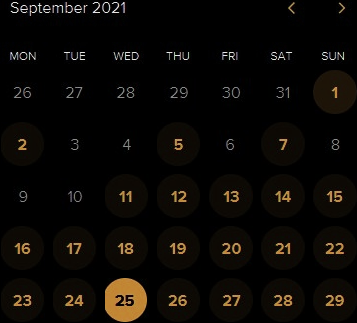 September 2021 < >
MON TUE WED THU FRI SAT SUN
26 27 28 29 30 31 1
2 3 4 5 6 7 8
9 10 11 12 13 14 15
16 17 18 19 20 21 22
23 24 25 26 27 28 29